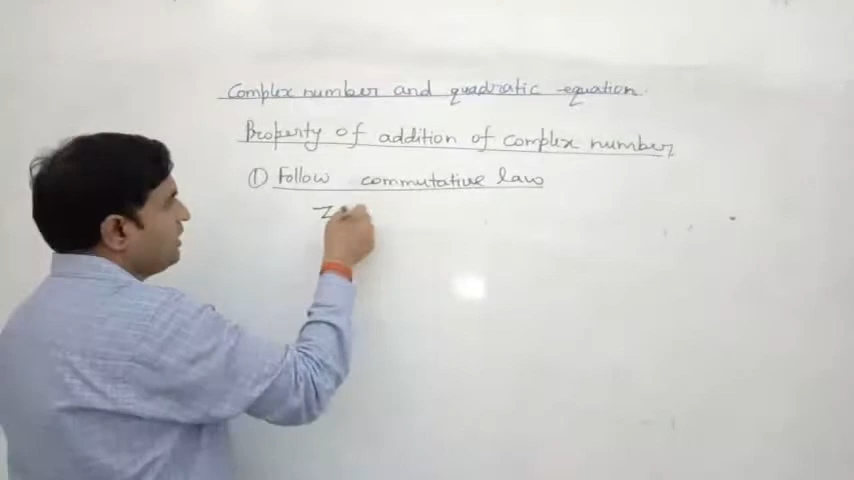 Complex number and quadratic equation.
Property of addition of complex number
① Follow commutative law
Z